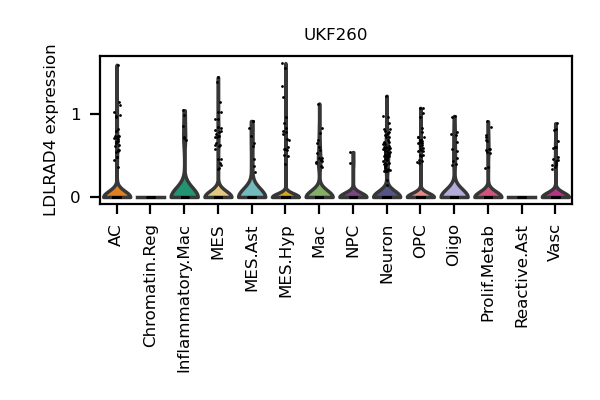 UKF260
LDLRAD4 expression
1
0
AC
Chromatin.Reg
Inflammatory.Mac
MES
MES.Ast
MES.Hyp
Mac
NPC
Neuron
OPC
Oligo
Prolif.Metab
Reactive.Ast
Vasc